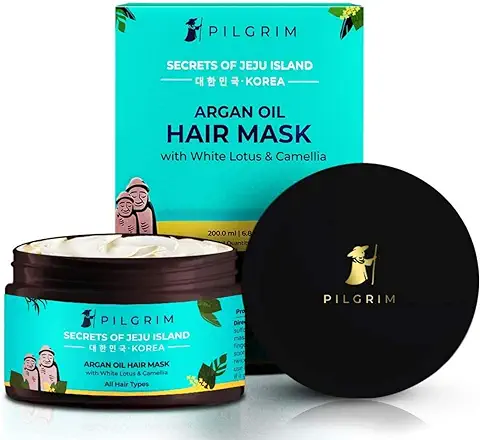 PILGRIM
SECRETS OF JEJU ISLAND
대한민국·KOREA
ARGAN OIL
HAIR MASK
with White Lotus & Camellia
200.0 ml | 6.8
PILGRIM
PILGRIM
SECRETS OF JEJU ISLAND
대한민국·KOREA
ARGAN OIL HAIR MASK
with White Lotus & Camellia
All Hair Types